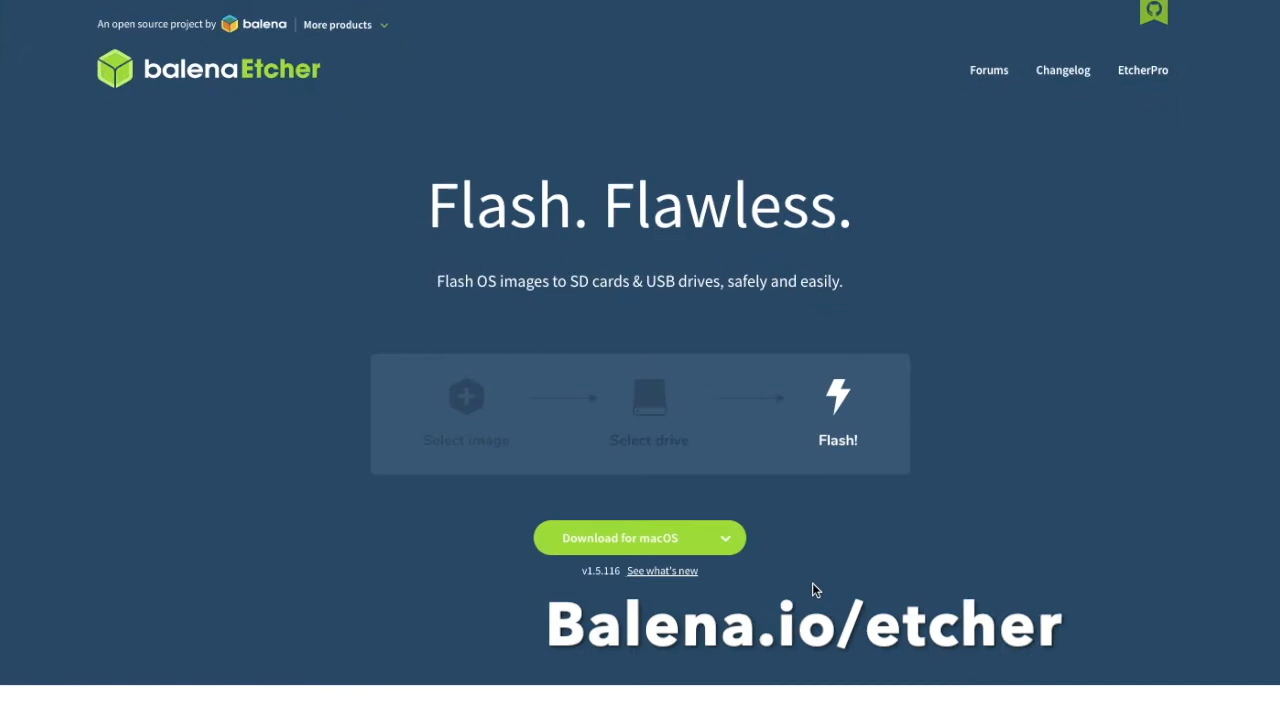 An open source project by balena More products
balenaEtcher
Forums Changelog EtcherPro
Flash. Flawless.
Flash OS images to SD cards & USB drives, safely and easily.
Select image Select drive Flash!
Download for macOS
v1.5.116 See what's new
Balena.io/etcher